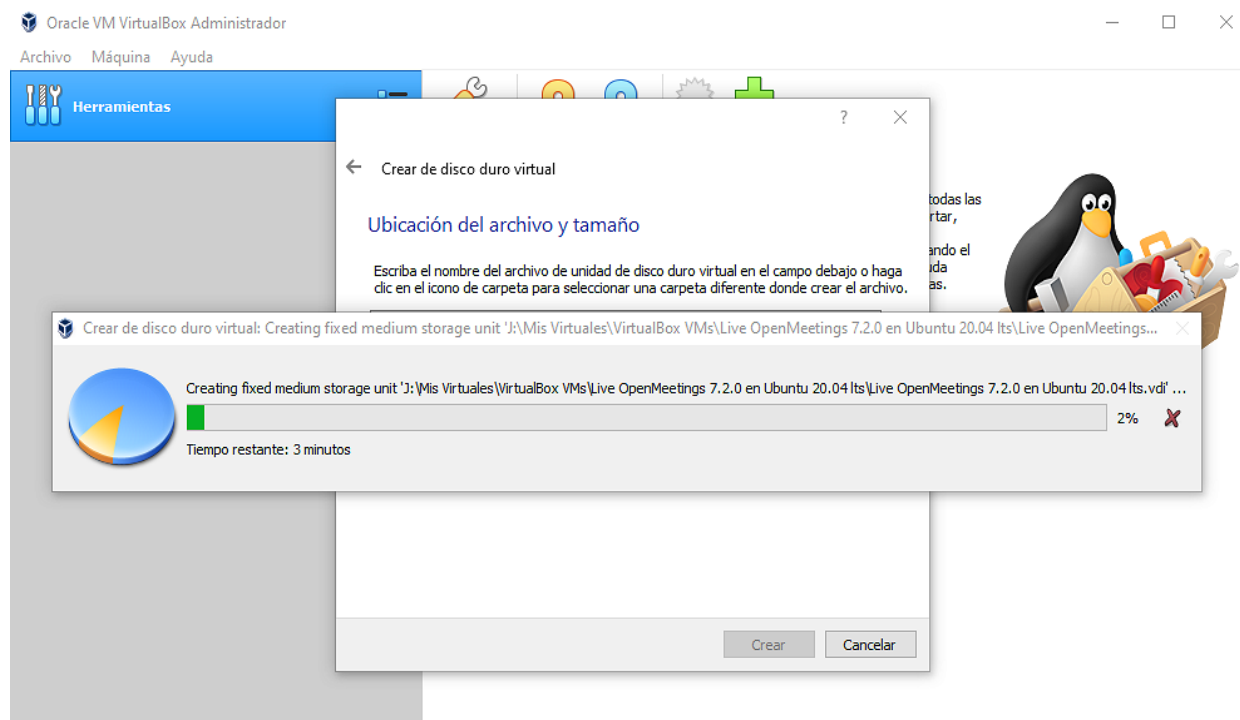 Oracle VM VirtualBox Administrador
Archivo Máquina Ayuda
Herramientas
?
Crear de disco duro virtual
Ubicación del archivo y tamaño
todas las
rtar,
ando el
uda
as.
Escriba el nombre del archivo de unidad de disco duro virtual en el campo debajo o haga
clic en el icono de carpeta para seleccionar una carpeta diferente donde crear el archivo.
Crear de disco duro virtual: Creating fixed medium storage unit 'J:\Mis Virtuales\VirtualBox VMs\Live OpenMeetings 7.2.0 en Ubuntu 20.04 lts\Live OpenMeetings...
Creating fixed medium storage unit 'J:\Mis Virtuales\VirtualBox VMs\Live OpenMeetings 7.2.0 en Ubuntu 20.04 lts\Live OpenMeetings 7.2.0 en Ubuntu 20.04 lts.vdi' ...
2%
Tiempo restante: 3 minutos
Crear Cancelar